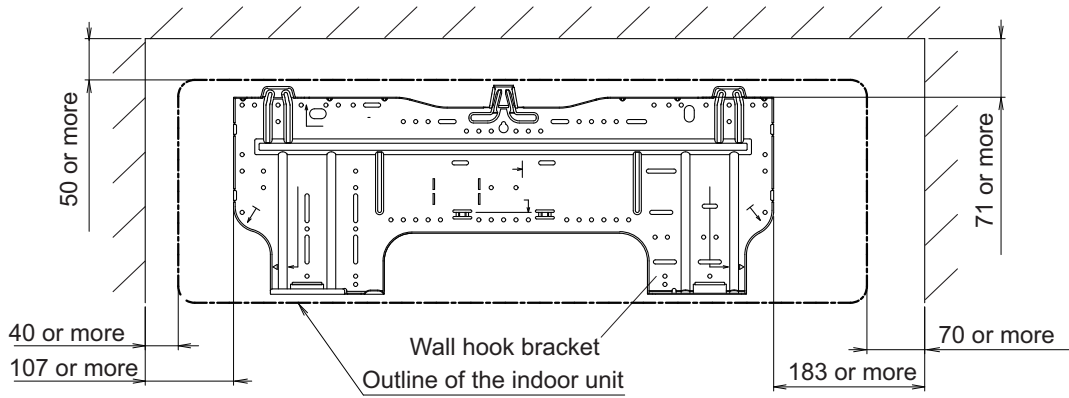 50 or more
71 or more
40 or more
107 or more
Wall hook bracket
Outline of the indoor unit
70 or more
183 or more